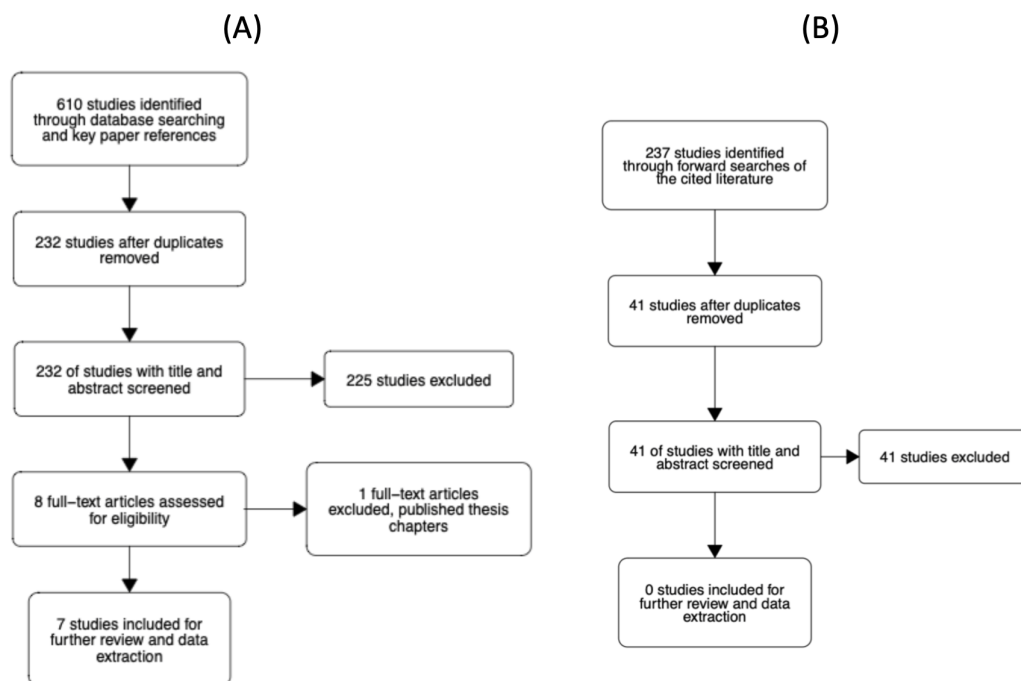 (A)
610 studies identified
through database searching
and key paper references
232 studies after duplicates
removed
232 of studies with title and
abstract screened
225 studies excluded
8 full−text articles assessed
for eligibility
1 full−text articles
excluded, published thesis
chapters
7 studies included for
further review and data
extraction
(B)
237 studies identified
through forward searches of
the cited literature
41 studies after duplicates
removed
41 of studies with title and
abstract screened
41 studies excluded
0 studies included for
further review and data
extraction